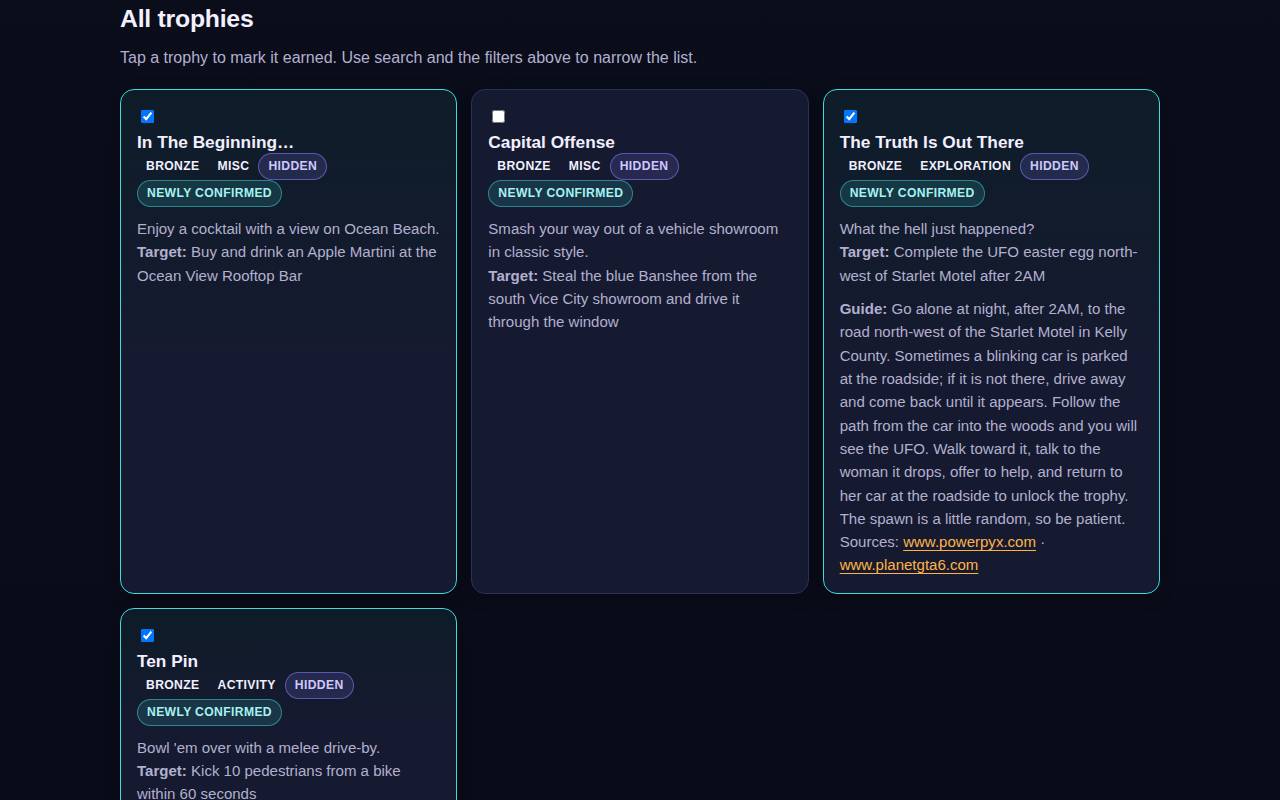 All trophies
Tap a trophy to mark it earned. Use search and the filters above to narrow the list.
In The Beginning…
BRONZE MISC HIDDEN
NEWLY CONFIRMED
Enjoy a cocktail with a view on Ocean Beach.
Target: Buy and drink an Apple Martini at the
Ocean View Rooftop Bar
Capital Offense
BRONZE MISC HIDDEN
NEWLY CONFIRMED
Smash your way out of a vehicle showroom
in classic style.
Target: Steal the blue Banshee from the
south Vice City showroom and drive it
through the window
The Truth Is Out There
BRONZE EXPLORATION HIDDEN
NEWLY CONFIRMED
What the hell just happened?
Target: Complete the UFO easter egg north-
west of Starlet Motel after 2AM
Guide: Go alone at night, after 2AM, to the
road north-west of the Starlet Motel in Kelly
County. Sometimes a blinking car is parked
at the roadside; if it is not there, drive away
and come back until it appears. Follow the
path from the car into the woods and you will
see the UFO. Walk toward it, talk to the
woman it drops, offer to help, and return to
her car at the roadside to unlock the trophy.
The spawn is a little random, so be patient.
Sources: www.powerpyx.com ·
www.planetgta6.com
Ten Pin
BRONZE ACTIVITY HIDDEN
NEWLY CONFIRMED
Bowl 'em over with a melee drive-by.
Target: Kick 10 pedestrians from a bike
within 60 seconds